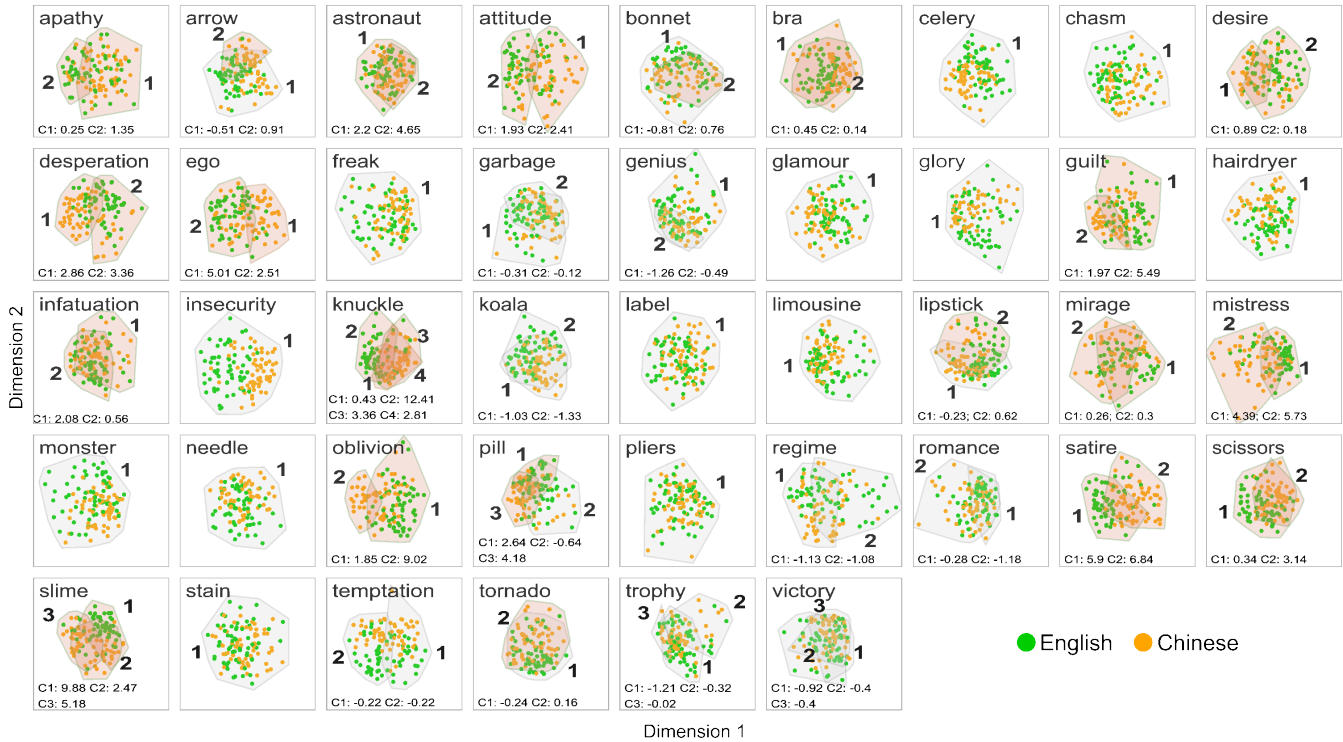 apathy arrow astronaut attitude bonnet bra celery chasm desire
2 1
C1: 0.25 C2: 1.35
2 1
C1: -0.51 C2: 0.91
1 2
C1: 2.2 C2: 4.65
1 2
C1: 1.93 C2: 2.41
1 2
C1: -0.81 C2: 0.76
1 2
C1: 0.45 C2: 0.14
1
1
2 1
C1: 0.89 C2: 0.18
desperation ego freak garbage genius glamour glory guilt hairdryer
2 1
C1: 2.86 C2: 3.36
2 1
C1: 5.01 C2: 2.51
1
2 1
C1: -0.31 C2: -0.12
1 2
C1: -1.26 C2: -0.49
1
1
1 2
C1: 1.97 C2: 5.49
1
infatuation insecurity knuckle koala label limousine lipstick mirage mistress
1 2
C1: 2.08 C2: 0.56
1
2 3 1 4
C1: 0.43 C2: 12.41
C3: 3.36 C4: 2.81
2 1
C1: -1.03 C2: -1.33
1
1
2 1
C1: -0.23; C2: 0.62
2 1
C1: 0.26; C2: 0.3
2 1
C1: 4.39; C2: 5.73
monster needle oblivion pill pliers regime romance satire scissors
1
1
2 1
C1: 1.85 C2: 9.02
1 3 2
C1: 2.64 C2: -0.64
C3: 4.18
1
1 2
C1: -1.13 C2: -1.08
2 1
C1: -0.28 C2: -1.18
2 1
C1: 5.9 C2: 6.84
2 1
C1: 0.34 C2: 3.14
slime stain temptation tornado trophy victory
3 1 2
C1: 9.88 C2: 2.47
C3: 5.18
1
2 1
C1: -0.22 C2: -0.22
2 1
C1: -0.24 C2: 0.16
3 2 1
C1: -1.21 C2: -0.32
C3: -0.02
3 2 1
C1: -0.92 C2: -0.4
C3: -0.4
English Chinese
Dimension 2
Dimension 1